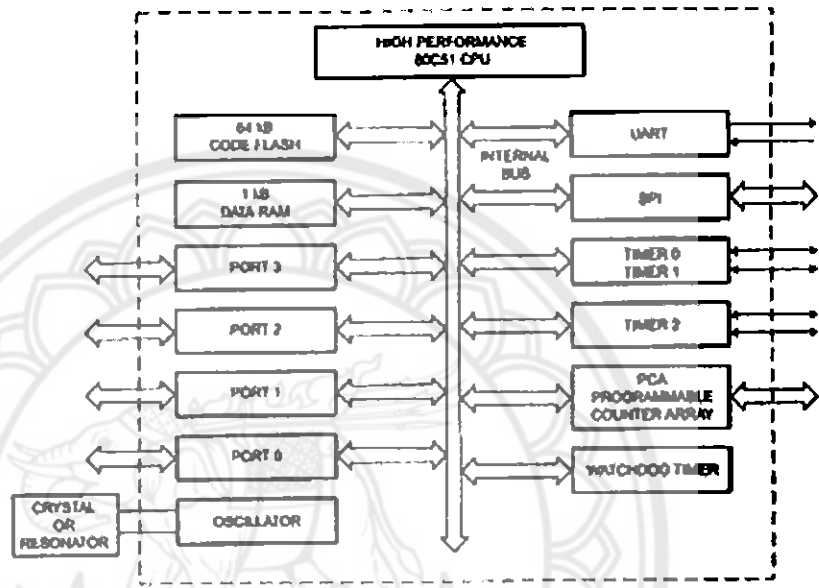 HIGH PERFORMANCE
80C51 CPU
64 kB
CODE FLASH
1 kB
DATA RAM
PORT 3
PORT 2
PORT 1
PORT 0
CRYSTAL
OR
RESONATOR
OSCILLATOR
INTERNAL
BUS
UART
SPI
TIMER 0
TIMER 1
TIMER 2
PCA
PROGRAMMABLE
COUNTER ARRAY
WATCHDOG TIMER